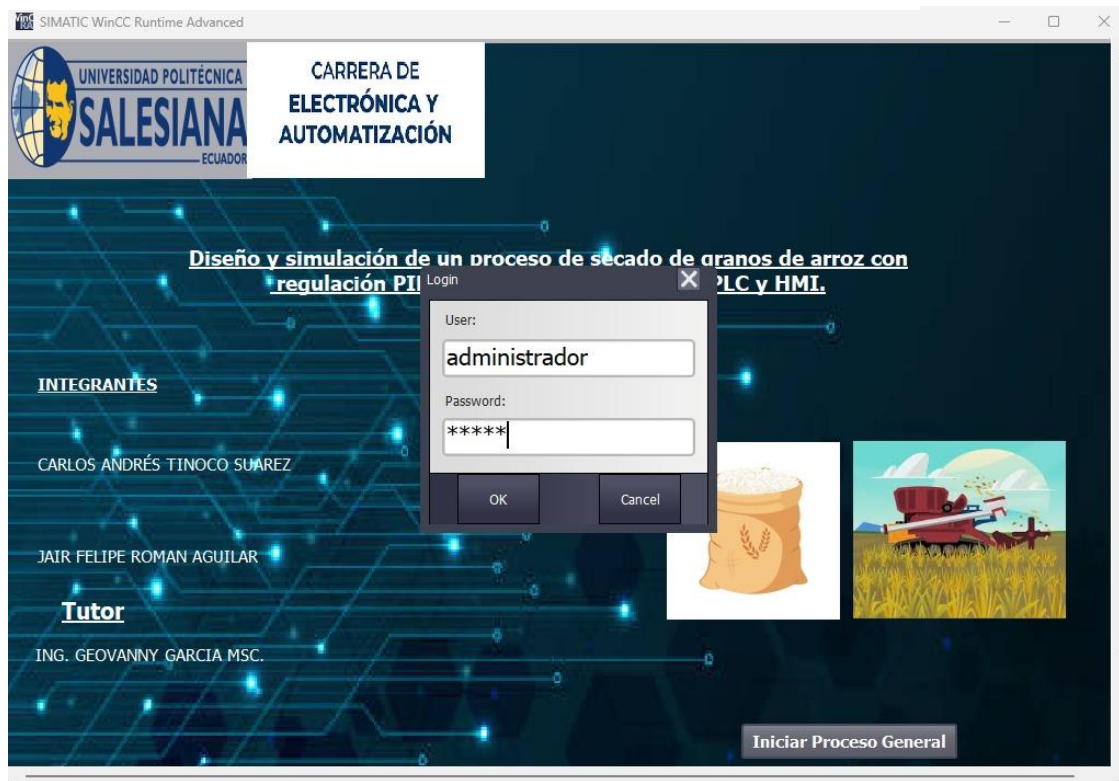 SIMATIC WinCC Runtime Advanced
UNIVERSIDAD POLITÉCNICA
SALESIANA
ECUADOR
CARRERA DE
ELECTRÓNICA Y
AUTOMATIZACIÓN
Diseño y simulación de un proceso de secado de granos de arroz con
regulación PLC y HMI.
Login
User:
administrador
Password:
*****
OK
Cancel
INTEGRANTES
CARLOS ANDRÉS TINOCO SUAREZ
JAIR FELIPE ROMAN AGUILAR
Tutor
ING. GEOVANNY GARCIA MSC.
Iniciar Proceso General